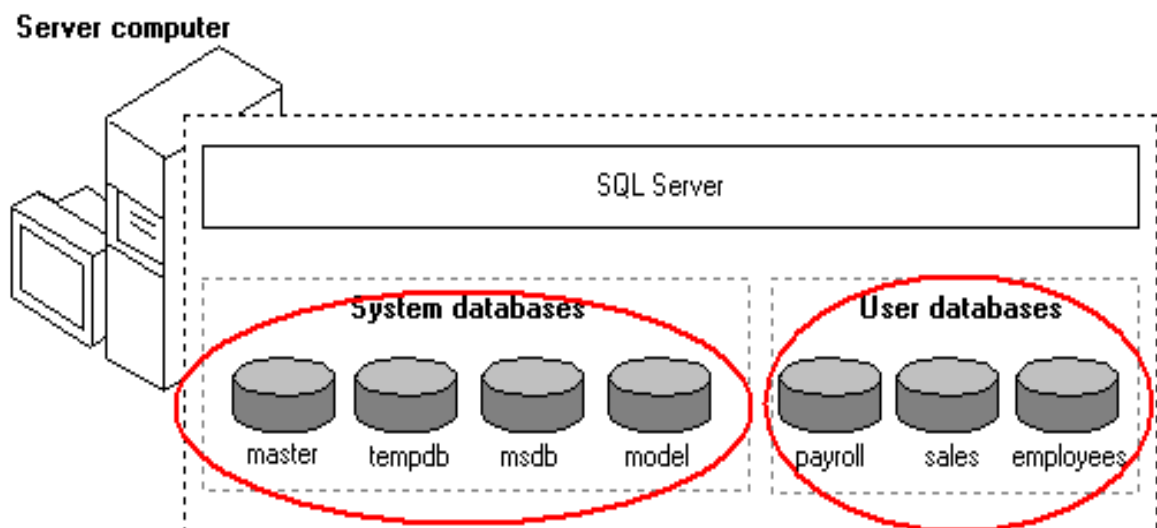 Server computer
SQL Server
System databases
User databases
master tempdb msdb model
payroll sales employees